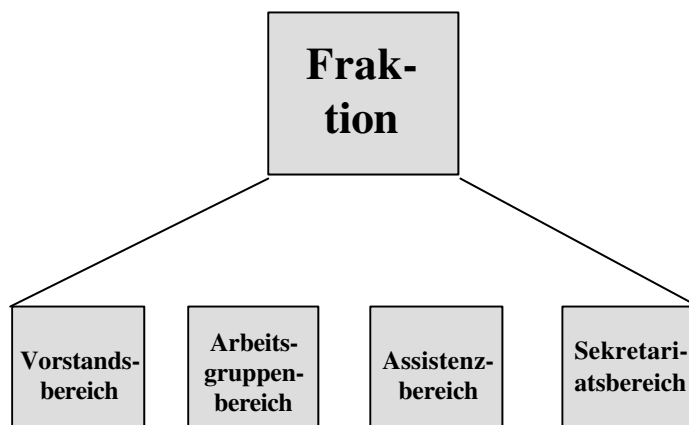 Frak-
tion
Vorstands-
bereich
Arbeits-
gruppen-
bereich
Assistenz-
bereich
Sekretari-
atsbereich